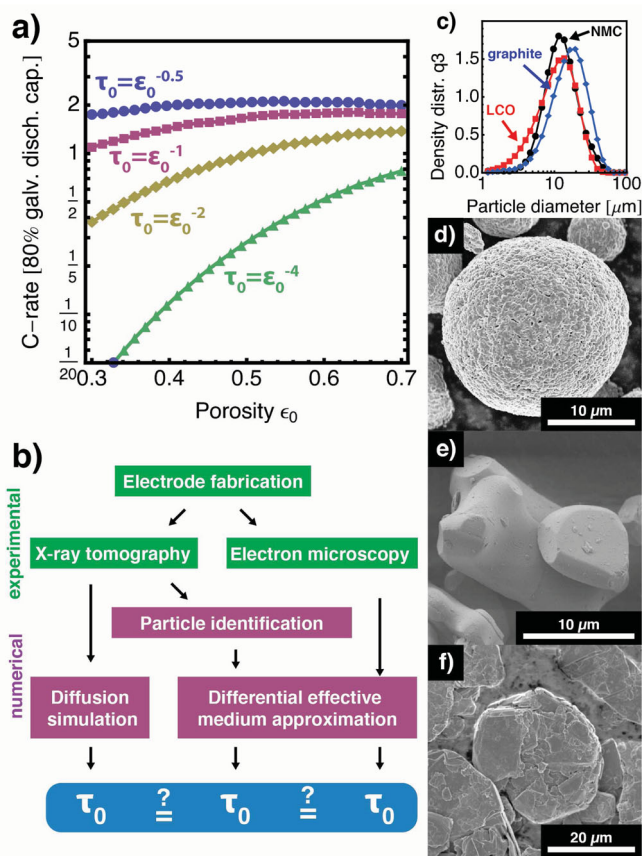 a)
C-rate [80% galv. disch. cap.]
5
2
1
1/2
1/5
1/10
1/20
τ₀=ε₀⁻⁰·⁵
τ₀=ε₀⁻¹
τ₀=ε₀⁻²
τ₀=ε₀⁻⁴
0.3 0.4 0.5 0.6 0.7
Porosity ϵ₀
b)
experimental
numerical
Electrode fabrication
X-ray tomography
Electron microscopy
Particle identification
Diffusion
simulation
Differential effective
medium approximation
τ₀ ?= τ₀ ?= τ₀
c)
Density distr. q3
1.5
1.0
0.5
0.0
NMC
graphite
LCO
1 10 100
Particle diameter [μm]
d)
10 μm
e)
10 μm
f)
20 μm